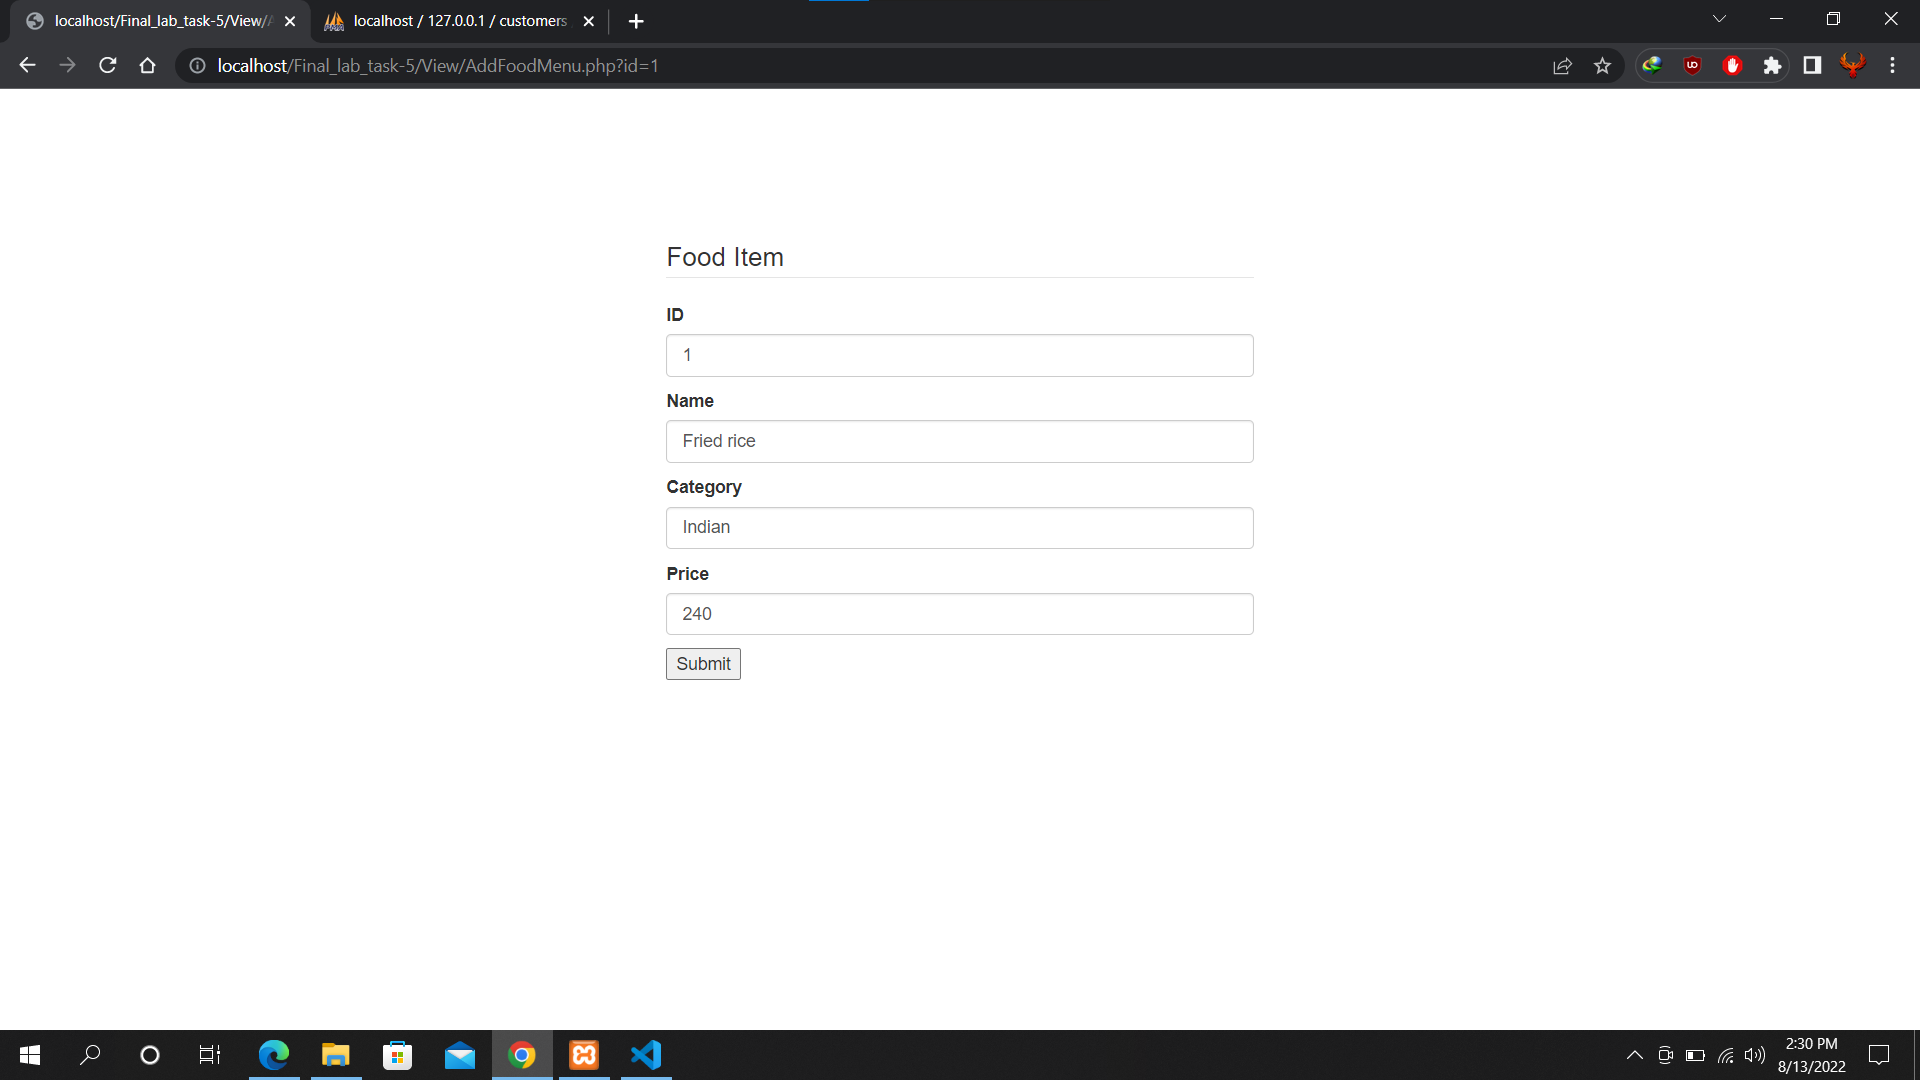 localhost/Final_lab_task-5/View/
localhost / 127.0.0.1 / customers
localhost/Final_lab_task-5/View/AddFoodMenu.php?id=1
Food Item
ID
1
Name
Fried rice
Category
Indian
Price
240
Submit
2:30 PM
8/13/2022